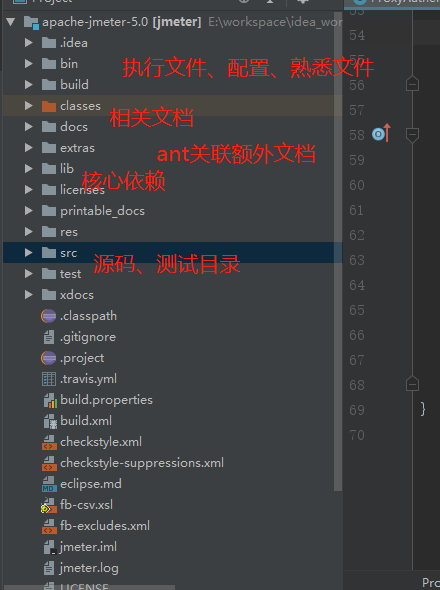 Project
apache-jmeter-5.0 [jmeter] E:\workspace\idea_wor
.idea
bin
执行文件、配置、熟悉文件
build
classes
相关文档
docs
extras
ant关联额外文档
lib
核心依赖
licenses
printable_docs
res
src
源码、测试目录
test
xdocs
.classpath
.gitignore
.project
.travis.yml
build.properties
build.xml
checkstyle.xml
checkstyle-suppressions.xml
eclipse.md
fb-csv.xsl
fb-excludes.xml
jmeter.iml
jmeter.log
LICENSE
54
55
56
57
58
59
60
61
62
63
64
65
66
67
68
69 }
70
Pro